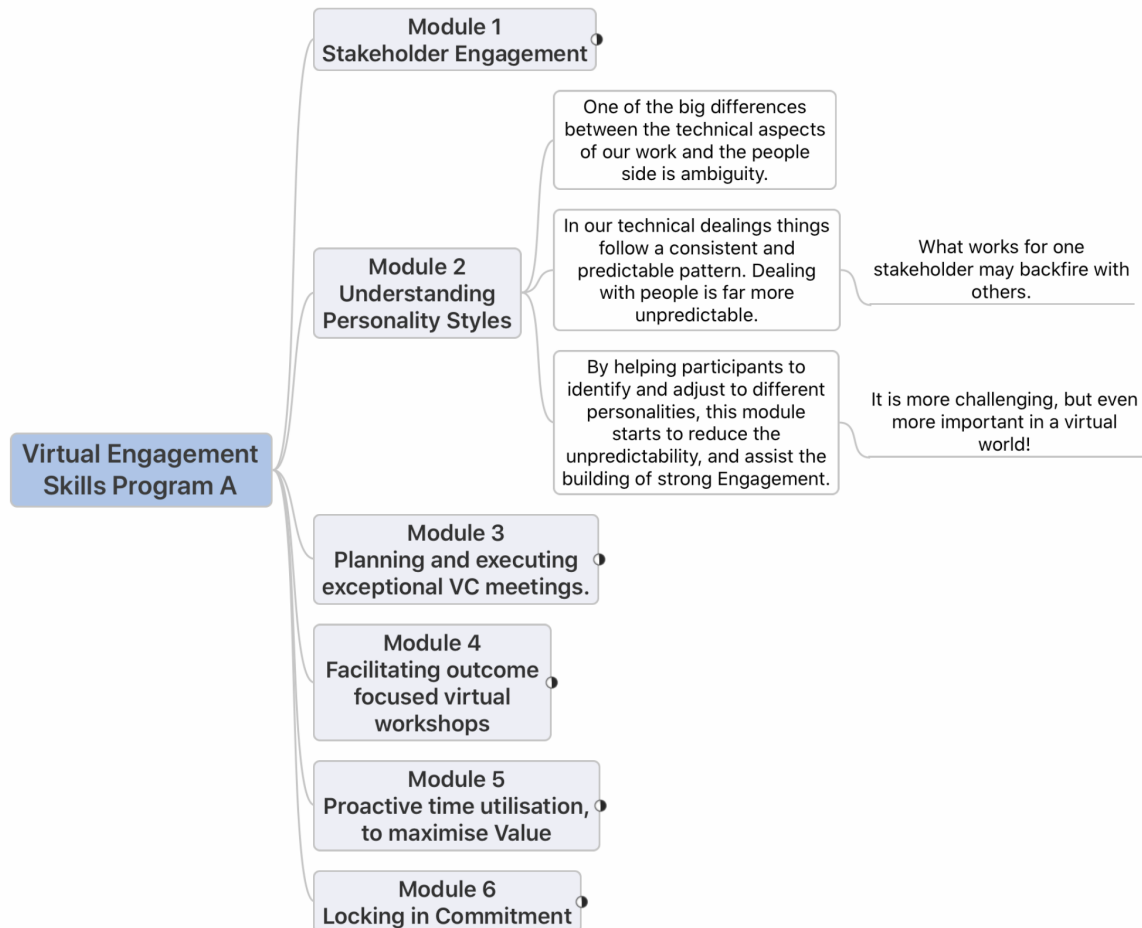 Module 1
Stakeholder Engagement
One of the big differences
between the technical aspects
of our work and the people
side is ambiguity.
In our technical dealings things
follow a consistent and
predictable pattern. Dealing
with people is far more
unpredictable.
What works for one
stakeholder may backfire with
others.
Module 2
Understanding
Personality Styles
By helping participants to
identify and adjust to different
personalities, this module
starts to reduce the
unpredictability, and assist the
building of strong Engagement.
It is more challenging, but even
more important in a virtual
world!
Virtual Engagement
Skills Program A
Module 3
Planning and executing
exceptional VC meetings.
Module 4
Facilitating outcome
focused virtual
workshops
Module 5
Proactive time utilisation,
to maximise Value
Module 6
Locking in Commitment